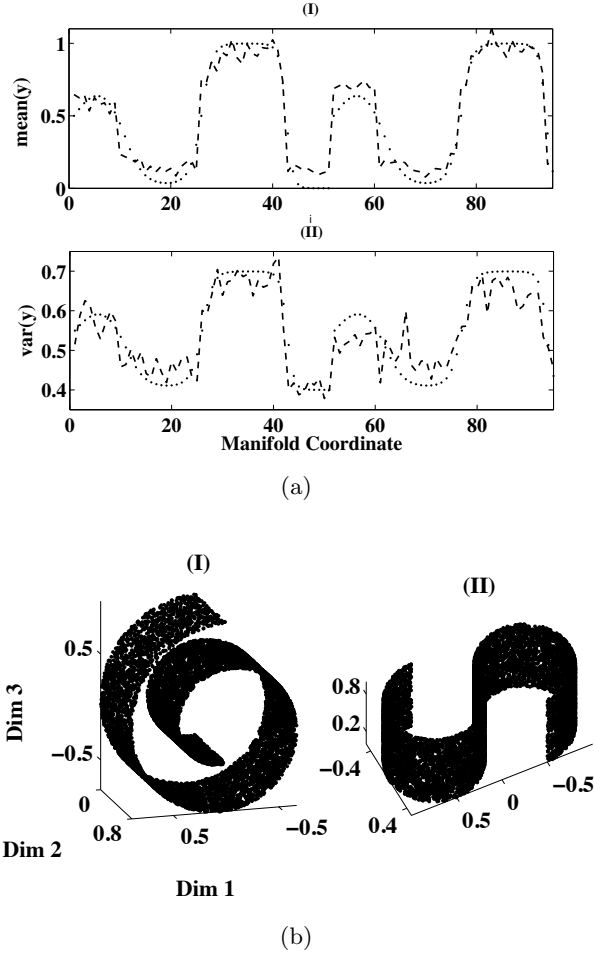 (I)
1
mean(y)
0.5
0
0 20 40 60 80
i
(II)
0.7
var(y)
0.6
0.5
0.4
0 20 40 60 80
Manifold Coordinate
(a)
(I)
(II)
0.5
Dim 3
−0.5
0
0.8
Dim 2
0.5
−0.5
Dim 1
0.8
0.2
−0.4
0.4
0.5
0
−0.5
(b)